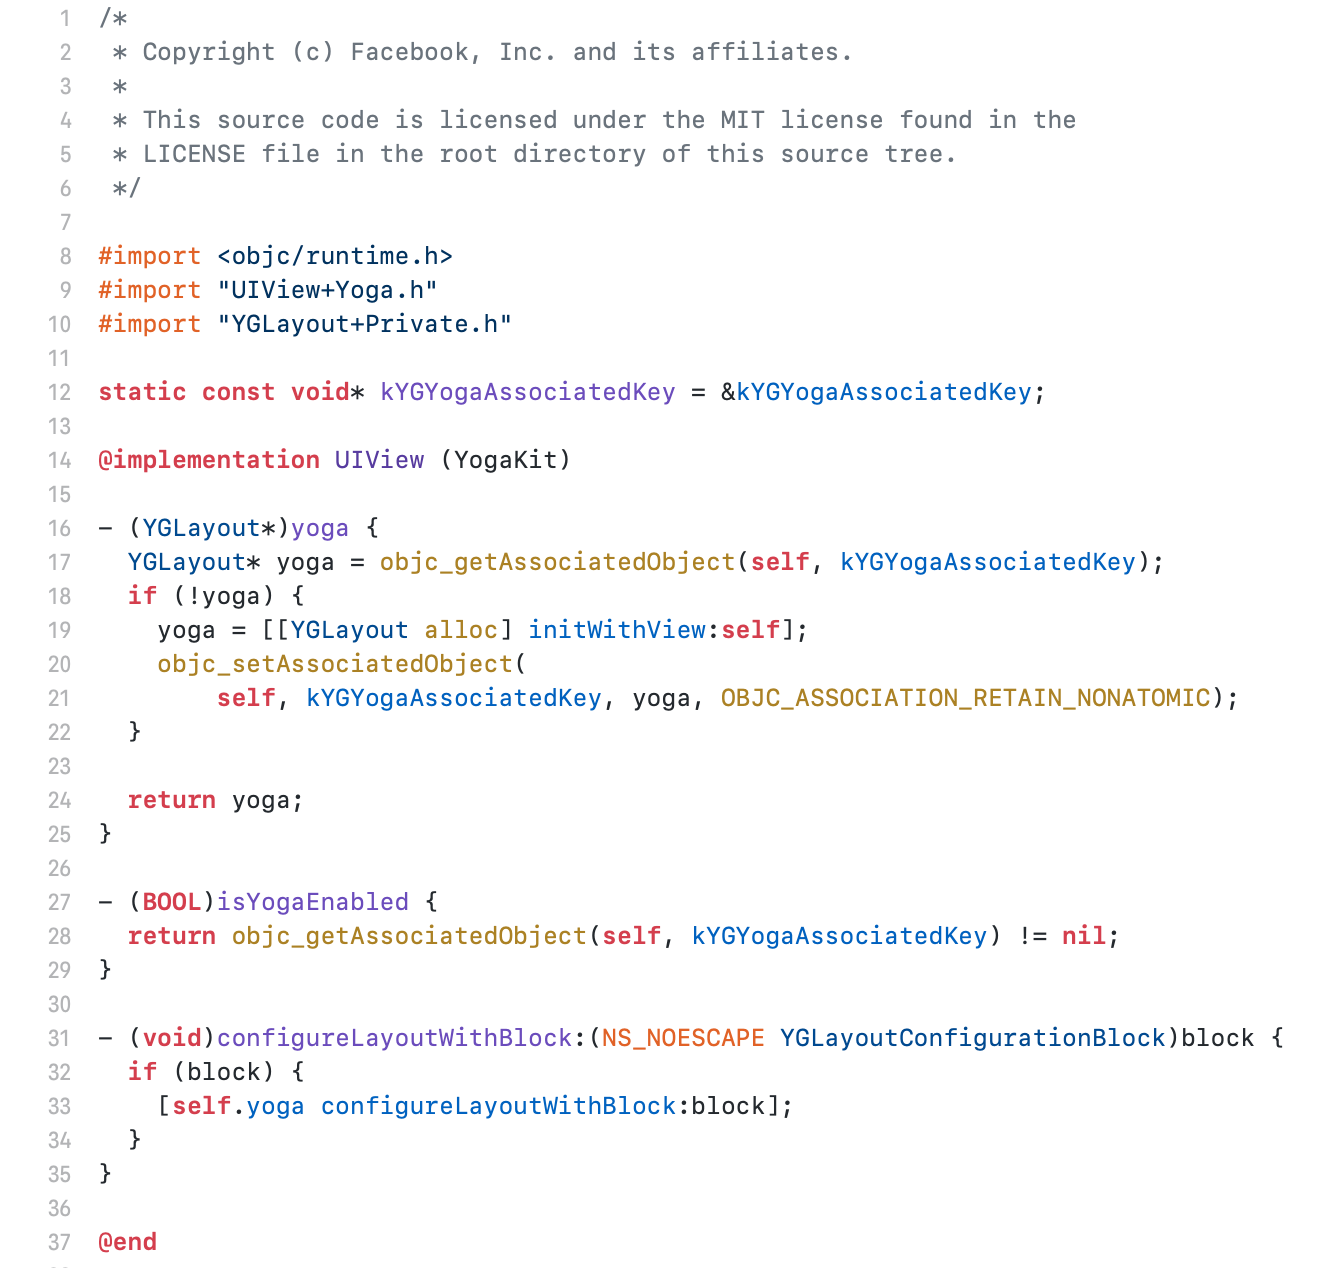 1 /*
2  * Copyright (c) Facebook, Inc. and its affiliates.
3  *
4  * This source code is licensed under the MIT license found in the
5  * LICENSE file in the root directory of this source tree.
6  */
7
8 #import <objc/runtime.h>
9 #import "UIView+Yoga.h"
10 #import "YGLayout+Private.h"
11
12 static const void* kYGYogaAssociatedKey = &kYGYogaAssociatedKey;
13
14 @implementation UIView (YogaKit)
15
16 - (YGLayout*)yoga {
17   YGLayout* yoga = objc_getAssociatedObject(self, kYGYogaAssociatedKey);
18   if (!yoga) {
19     yoga = [[YGLayout alloc] initWithView:self];
20     objc_setAssociatedObject(
21         self, kYGYogaAssociatedKey, yoga, OBJC_ASSOCIATION_RETAIN_NONATOMIC);
22   }
23
24   return yoga;
25 }
26
27 - (BOOL)isYogaEnabled {
28   return objc_getAssociatedObject(self, kYGYogaAssociatedKey) != nil;
29 }
30
31 - (void)configureLayoutWithBlock:(NS_NOESCAPE YGLayoutConfigurationBlock)block {
32   if (block) {
33     [self.yoga configureLayoutWithBlock:block];
34   }
35 }
36
37 @end